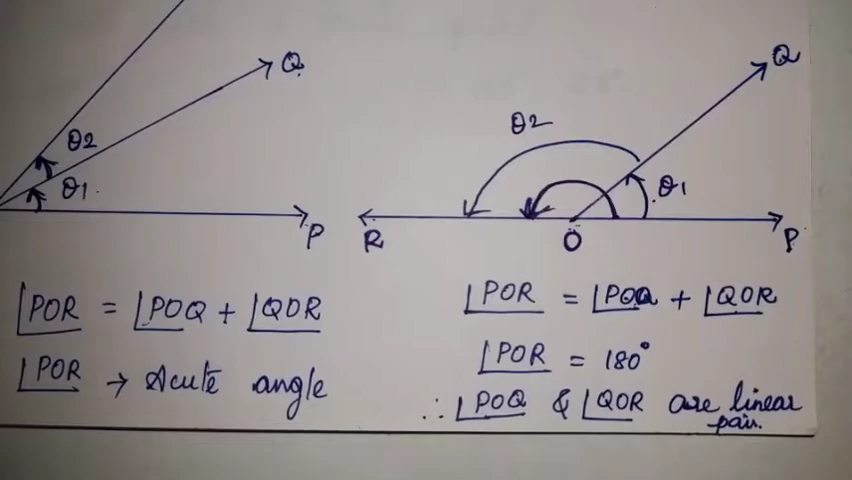 Q
θ2
θ1
P
∠POR = ∠POQ + ∠QOR
∠POR → Acute angle
Q
θ2
θ1
R O P
∠POR = ∠POQ + ∠QOR
∠POR = 180°
∴ ∠POQ & ∠QOR are linear
pair.